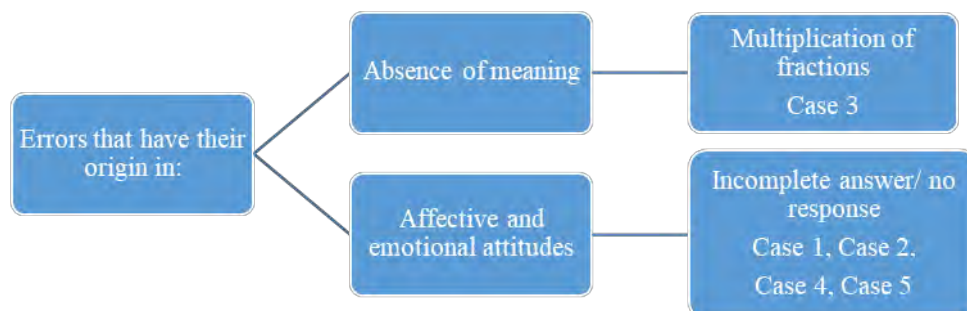 Errors that have their
origin in:
Absence of meaning
Multiplication of
fractions
Case 3
Affective and
emotional attitudes
Incomplete answer/ no
response
Case 1, Case 2,
Case 4, Case 5